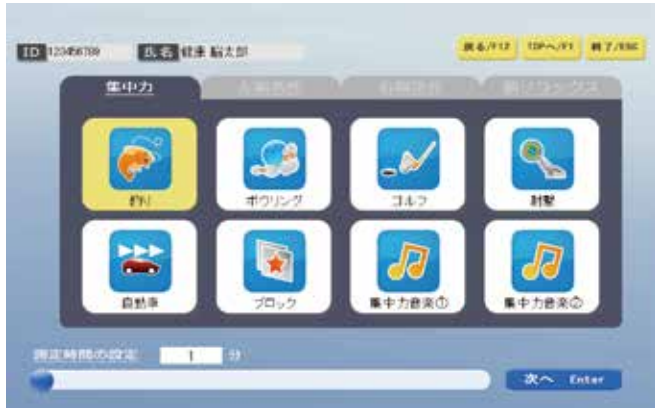 ID 123456789 氏名 健康 脳太郎 戻る/F12 TOPへ/F1 終了/ESC
集中力
釣り ボウリング ゴルフ 射撃
自動車 ブロック 集中力音楽① 集中力音楽②
測定時間の設定 1 分
次へ Enter